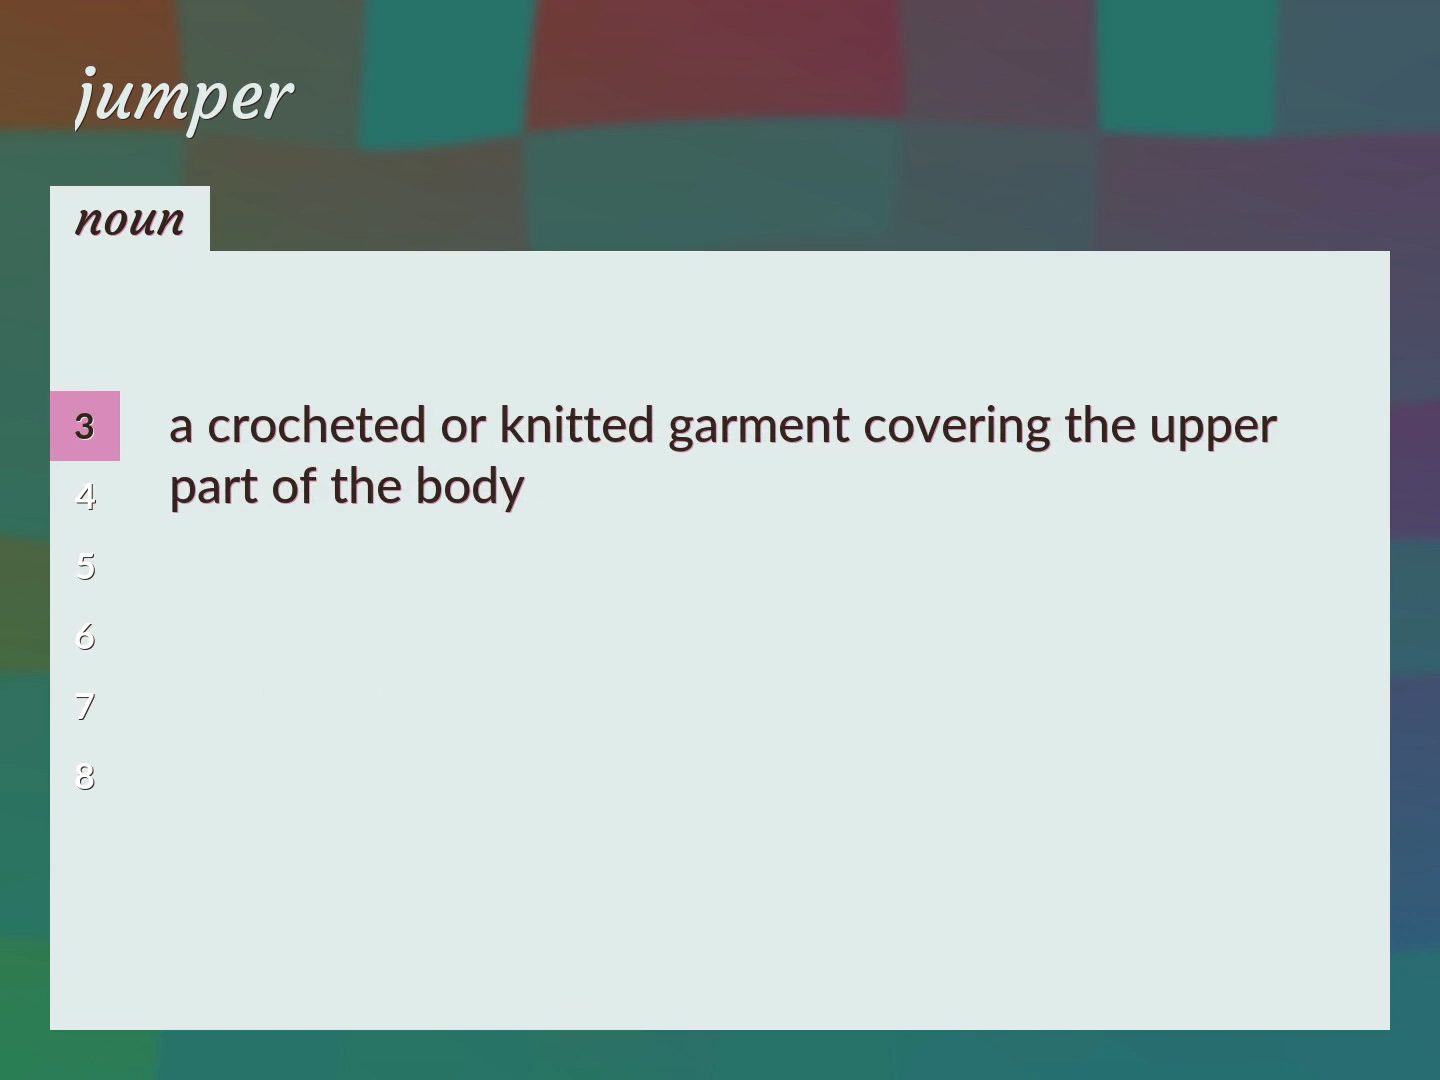 jumper
noun
3 a crocheted or knitted garment covering the upper
part of the body
4
5
6
7
8